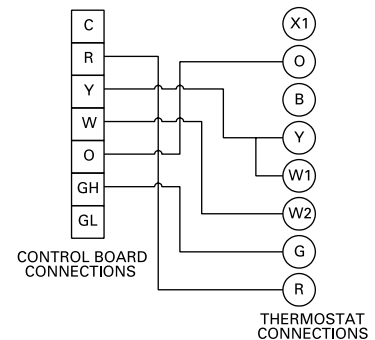 C
R
Y
W
O
GH
GL
CONTROL BOARD
CONNECTIONS
X1
O
B
Y
W1
W2
G
R
THERMOSTAT
CONNECTIONS